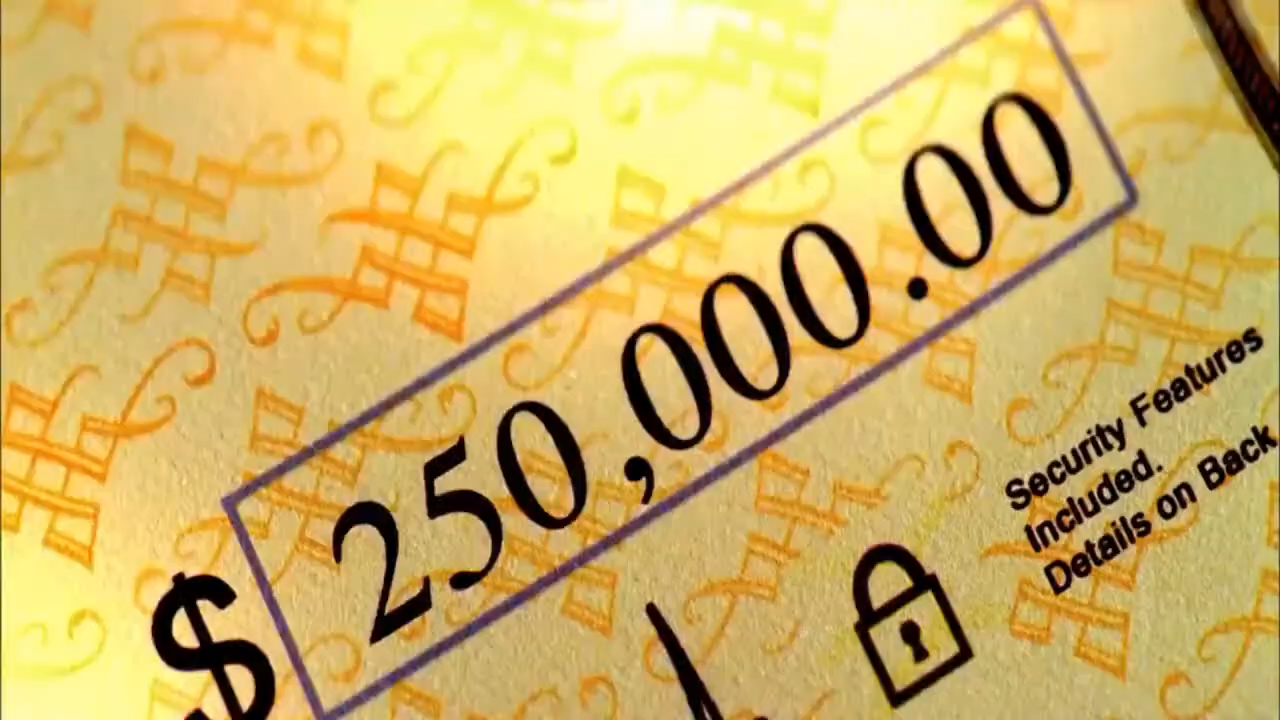 $ 250,000.00
Security Features
Included.
Details on Back